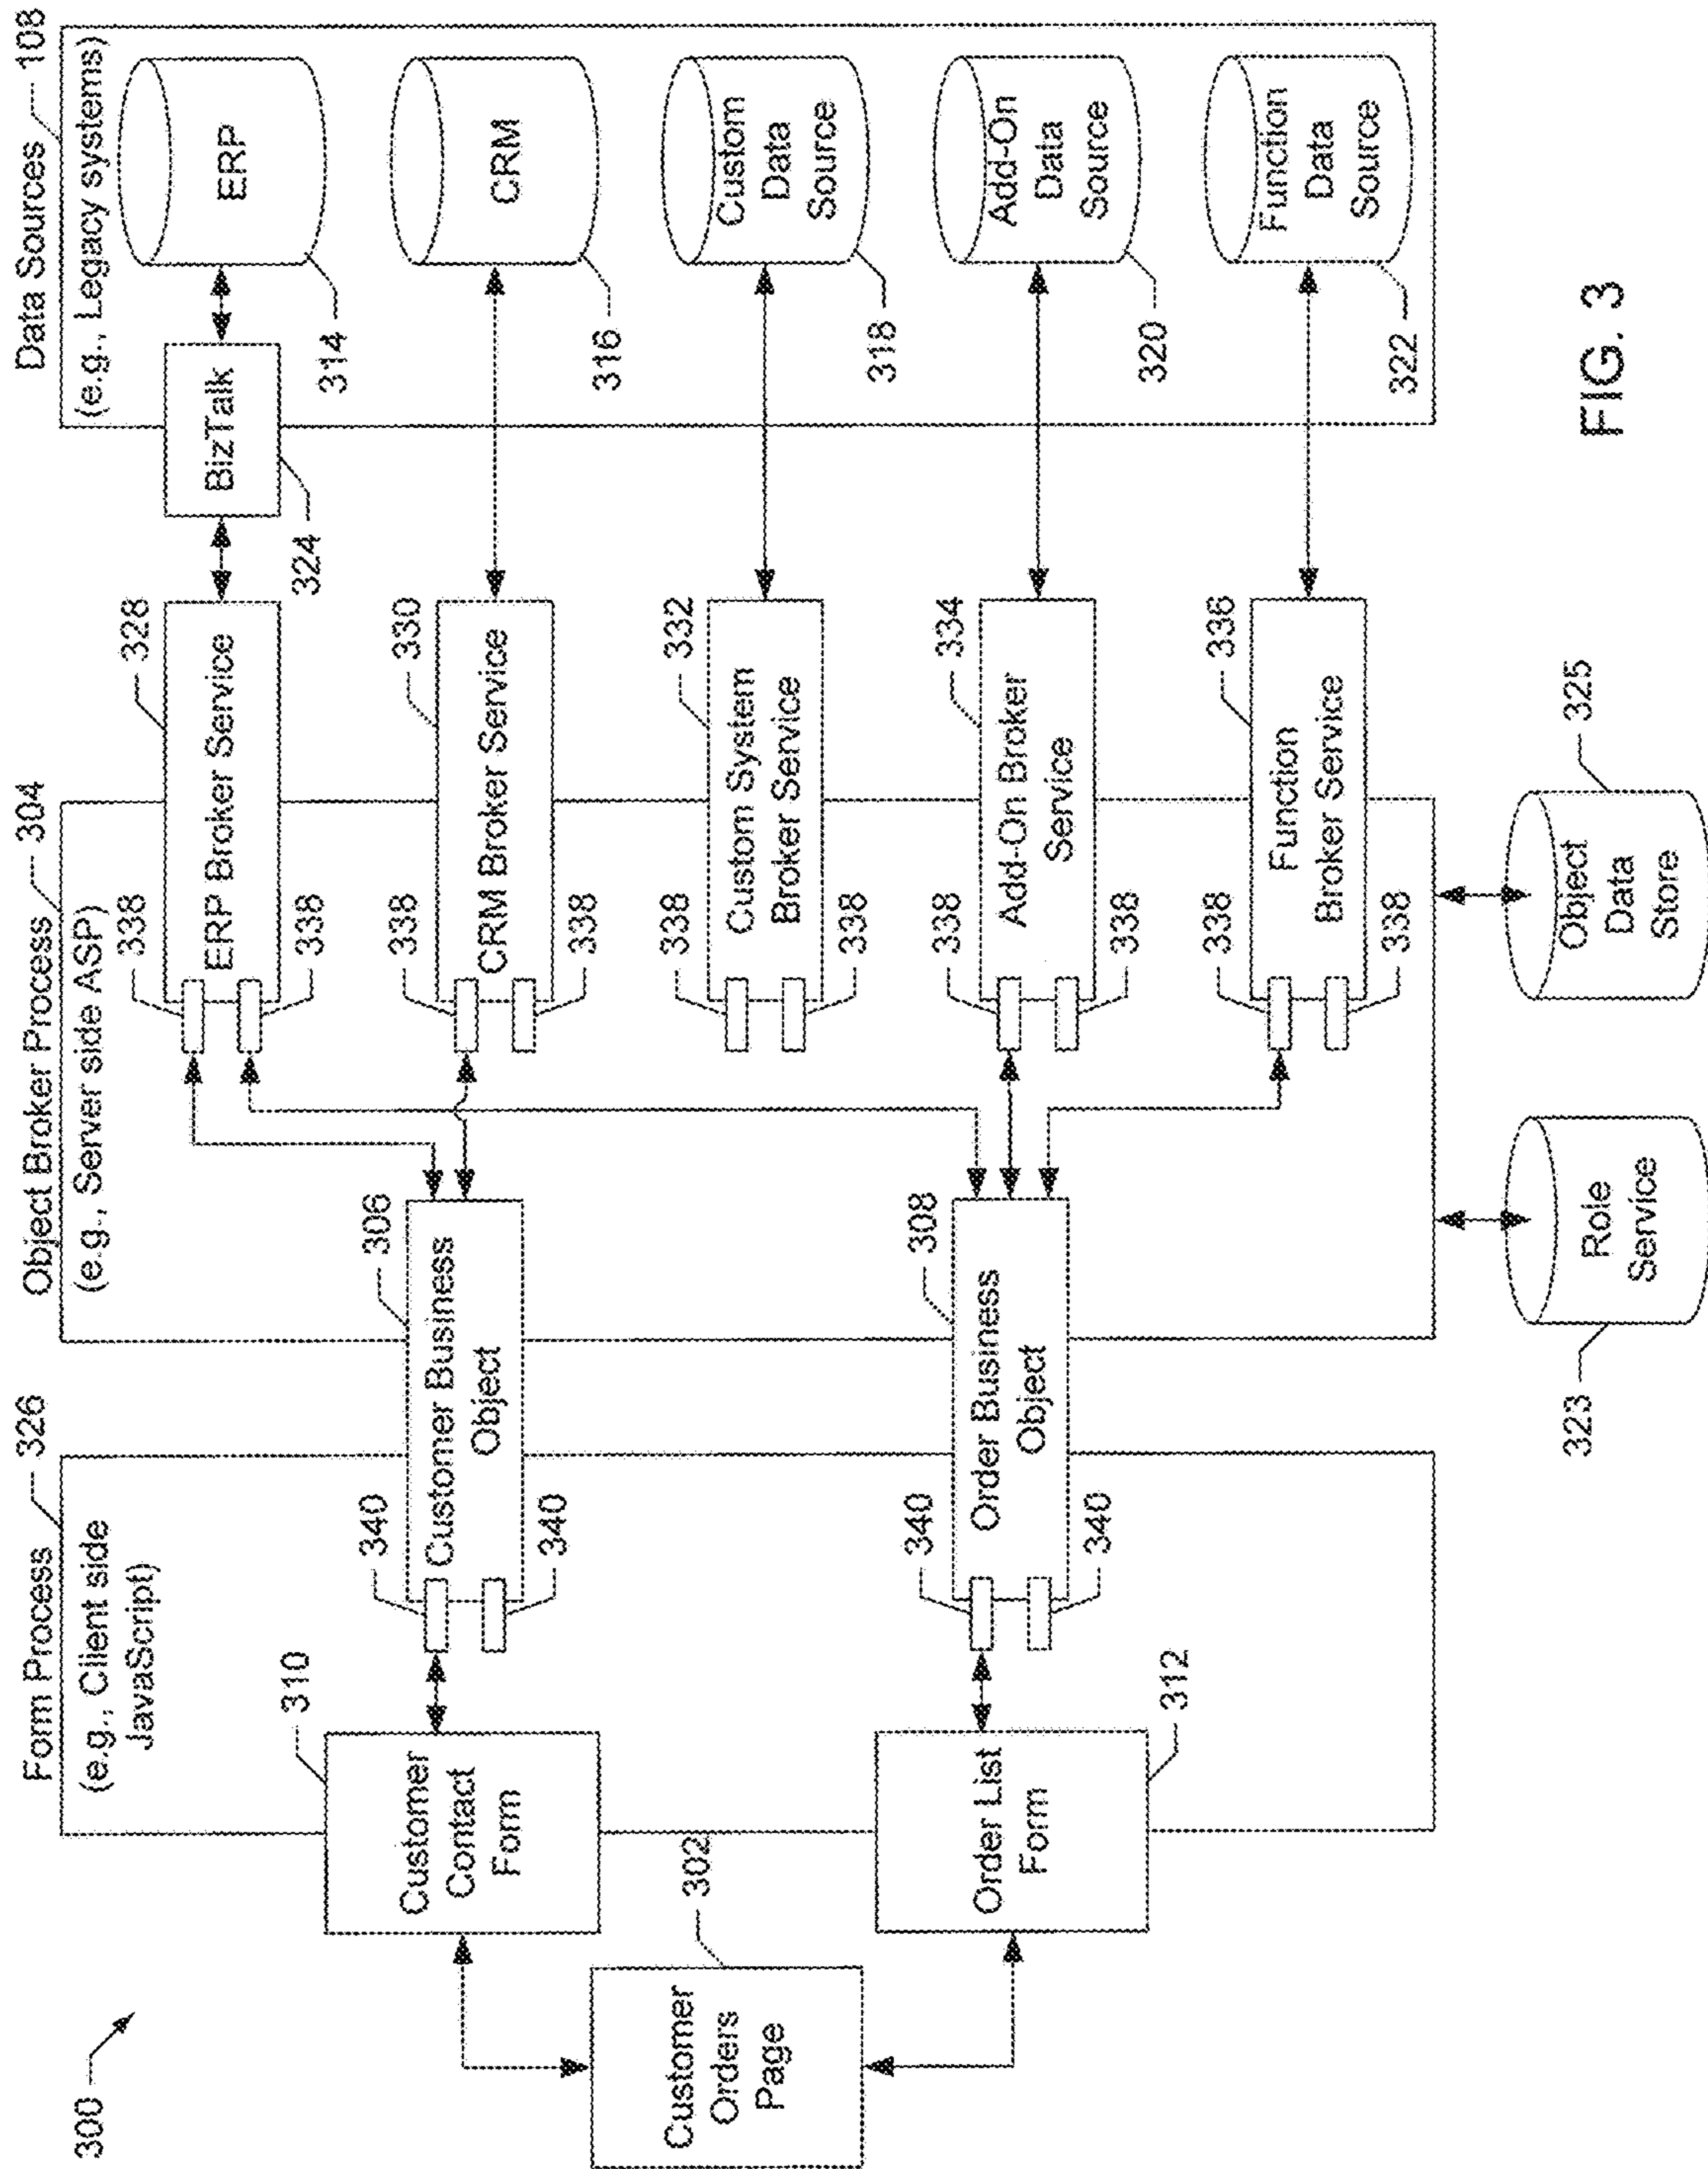 300
Form Process
326
(e.g., Client side
JavaScript)
Object Broker Process
304
(e.g., Server side ASP)
Data Sources
108
(e.g., Legacy systems)
Customer
Orders
Page
302
Customer
Contact
Form
310
Order List
Form
312
340
340
Customer Business
Object
306
340
340
Order Business
Object
308
338
338
ERP Broker Service
328
338
338
CRM Broker Service
330
338
338
Custom System
Broker Service
332
338
338
Add-On Broker
Service
334
338
338
Function
Broker Service
336
BizTalk
324
ERP
314
CRM
316
Custom
Data
Source
318
Add-On
Data
Source
320
Function
Data
Source
322
Role
Service
323
Object
Data
Store
325
FIG. 3